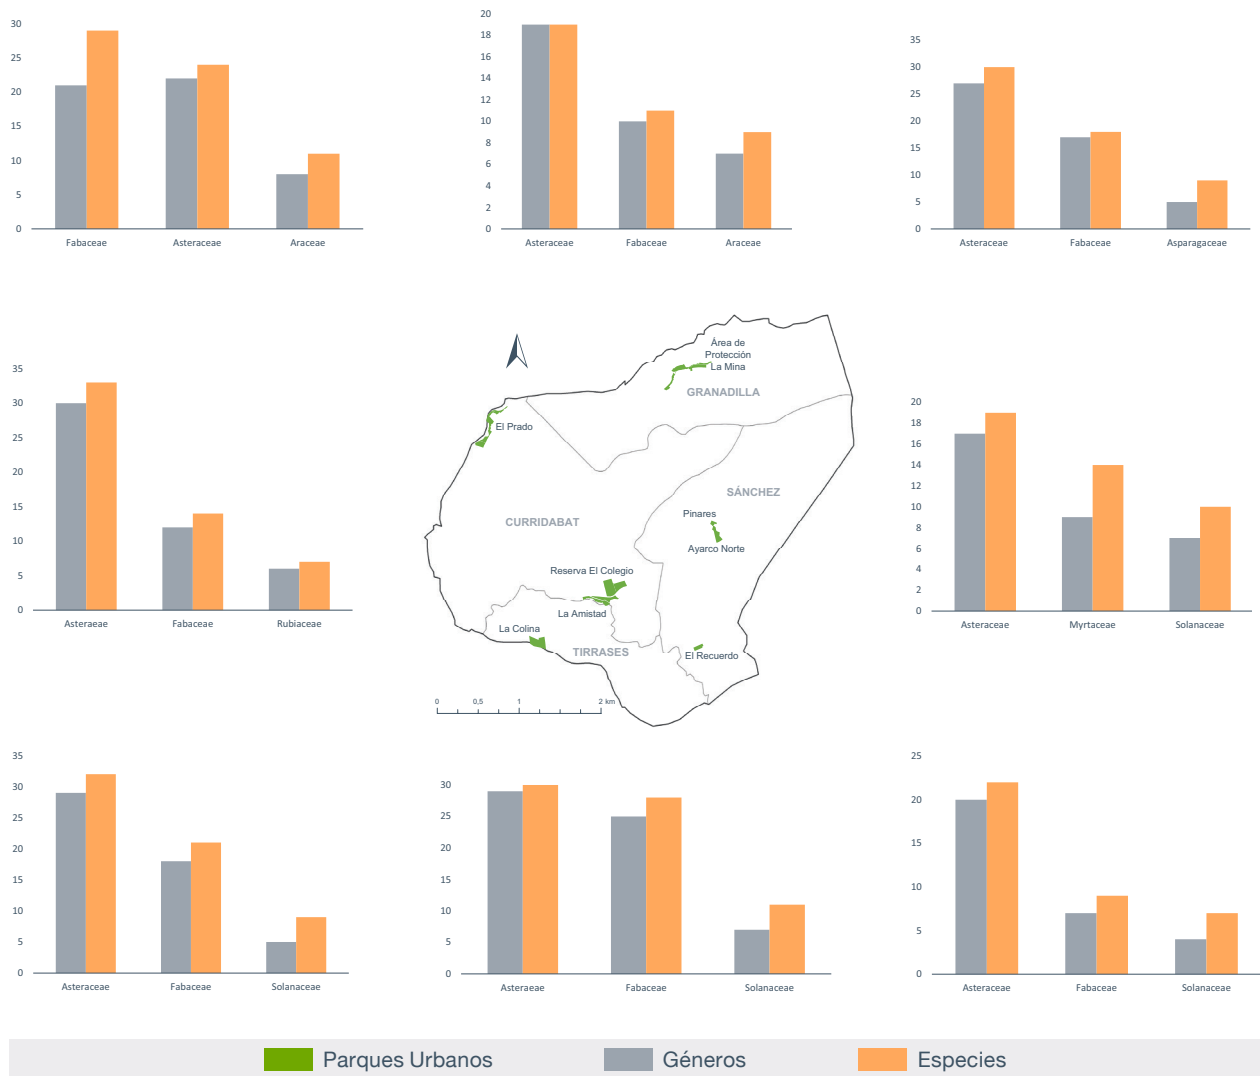 30
25
20
15
10
5
0
Fabaceae
Asteraceae
Araceae
20
18
16
14
12
10
8
6
4
2
0
Asteraceae
Fabaceae
Araceae
35
30
25
20
15
10
5
0
Asteraceae
Fabaceae
Asparagaceae
35
30
25
20
15
10
5
0
Asteraeae
Fabaceae
Rubiaceae
Área de
Protección
La Mina
GRANADILLA
El Prado
SÁNCHEZ
CURRIDABAT
Pinares
Ayarco Norte
Reserva El Colegio
La Amistad
La Colina
TIRRASES
El Recuerdo
0 0,5 1 2 km
20
18
16
14
12
10
8
6
4
2
0
Asteraceae
Myrtaceae
Solanaceae
35
30
25
20
15
10
5
0
Asteraceae
Fabaceae
Solanaceae
30
25
20
15
10
5
0
Asteraeae
Fabaceae
Solanaceae
25
20
15
10
5
0
Asteraceae
Fabaceae
Solanaceae
Parques Urbanos
Géneros
Especies